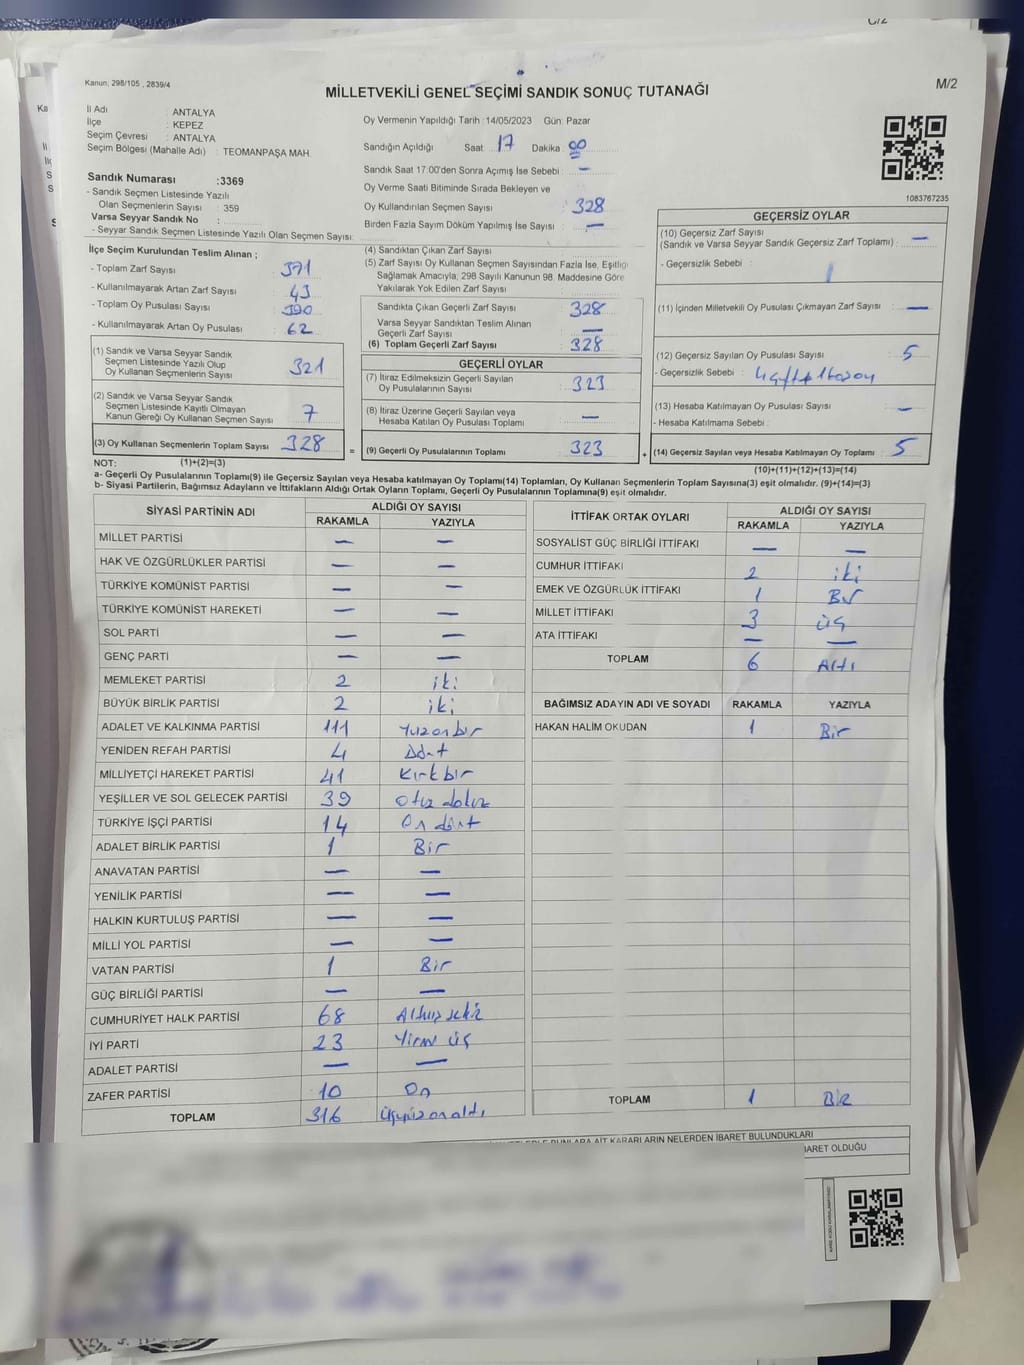 C/2
Kanun; 298/105 , 2839/4
M/2
MİLLETVEKİLİ GENEL SEÇİMİ SANDIK SONUÇ TUTANAĞI
İl Adı : ANTALYA
İlçe : KEPEZ
Seçim Çevresi : ANTALYA
Seçim Bölgesi (Mahalle Adı) : TEOMANPAŞA MAH.
Sandık Numarası :3369
- Sandık Seçmen Listesinde Yazılı
Olan Seçmenlerin Sayısı : 359
Varsa Seyyar Sandık No :
- Seyyar Sandık Seçmen Listesinde Yazılı Olan Seçmen Sayısı:
Oy Vermenin Yapıldığı Tarih :14/05/2023 Gün: Pazar
Sandığın Açıldığı Saat 17 Dakika 00
Sandık Saat 17:00'den Sonra Açımış İse Sebebi : —
Oy Verme Saati Bitiminde Sırada Bekleyen ve
Oy Kullandırılan Seçmen Sayısı : 328
Birden Fazla Sayım Döküm Yapılmış İse Sayısı : —
1083767235
İlçe Seçim Kurulundan Teslim Alınan ;
- Toplam Zarf Sayısı : 371
- Kullanılmayarak Artan Zarf Sayısı : 43
- Toplam Oy Pusulası Sayısı : 390
- Kullanılmayarak Artan Oy Pusulası : 62
(1) Sandık ve Varsa Seyyar Sandık
Seçmen Listesinde Yazılı Olup
Oy Kullanan Seçmenlerin Sayısı : 321
(2) Sandık ve Varsa Seyyar Sandık
Seçmen Listesinde Kayıtlı Olmayan
Kanun Gereği Oy Kullanan Seçmen Sayısı : 7
(3) Oy Kullanan Seçmenlerin Toplam Sayısı : 328
(4) Sandıktan Çıkan Zarf Sayısı :
(5) Zarf Sayısı Oy Kullanan Seçmen Sayısından Fazla İse, Eşitliği
Sağlamak Amacıyla; 298 Sayılı Kanunun 98. Maddesine Göre
Yakılarak Yok Edilen Zarf Sayısı :
Sandıkta Çıkan Geçerli Zarf Sayısı : 328
Varsa Seyyar Sandıktan Teslim Alınan
Geçerli Zarf Sayısı : —
(6) Toplam Geçerli Zarf Sayısı : 328
GEÇERLİ OYLAR
(7) İtiraz Edilmeksizin Geçerli Sayılan
Oy Pusulalarının Sayısı : 323
(8) İtiraz Üzerine Geçerli Sayılan veya
Hesaba Katılan Oy Pusulası Toplamı : —
= (9) Geçerli Oy Pusulalarının Toplamı : 323
GEÇERSİZ OYLAR
(10) Geçersiz Zarf Sayısı
(Sandık ve Varsa Seyyar Sandık Geçersiz Zarf Toplamı) : —
- Geçersizlik Sebebi :
(11) İçinden Milletvekili Oy Pusulası Çıkmayan Zarf Sayısı : —
(12) Geçersiz Sayılan Oy Pusulası Sayısı : 5
- Geçersizlik Sebebi :
(13) Hesaba Katılmayan Oy Pusulası Sayısı : —
- Hesaba Katılmama Sebebi :
+ (14) Geçersiz Sayılan veya Hesaba Katılmayan Oy Toplamı : 5
NOT: (1)+(2)=(3)
(10)+(11)+(12)+(13)=(14)
a- Geçerli Oy Pusulalarının Toplamı(9) ile Geçersiz Sayılan veya Hesaba katılmayan Oy Toplamı(14) Toplamları, Oy Kullanan Seçmenlerin Toplam Sayısına(3) eşit olmalıdır. (9)+(14)=(3)
b- Siyasi Partilerin, Bağımsız Adayların ve İttifakların Aldığı Ortak Oyların Toplamı, Geçerli Oy Pusulalarının Toplamına(9) eşit olmalıdır.
SİYASİ PARTİNİN ADI ALDIĞI OY SAYISI
RAKAMLA YAZIYLA
MİLLET PARTİSİ — —
HAK VE ÖZGÜRLÜKLER PARTİSİ — —
TÜRKİYE KOMÜNİST PARTİSİ — —
TÜRKİYE KOMÜNİST HAREKETİ — —
SOL PARTİ — —
GENÇ PARTİ — —
MEMLEKET PARTİSİ 2 iki
BÜYÜK BİRLİK PARTİSİ 2 iki
ADALET VE KALKINMA PARTİSİ 111 Yuzonbir
YENİDEN REFAH PARTİSİ 4 Dört
MİLLİYETÇİ HAREKET PARTİSİ 41 Kırkbir
YEŞİLLER VE SOL GELECEK PARTİSİ 39 Otuz dokuz
TÜRKİYE İŞÇİ PARTİSİ 14 On dört
ADALET BİRLİK PARTİSİ 1 Bir
ANAVATAN PARTİSİ — —
YENİLİK PARTİSİ — —
HALKIN KURTULUŞ PARTİSİ — —
MİLLİ YOL PARTİSİ — —
VATAN PARTİSİ 1 Bir
GÜÇ BİRLİĞİ PARTİSİ — —
CUMHURİYET HALK PARTİSİ 68 Altmış sekiz
İYİ PARTİ 23 Yirmi üç
ADALET PARTİSİ — —
ZAFER PARTİSİ 10 On
TOPLAM 316 üçyüzonaltı
İTTİFAK ORTAK OYLARI ALDIĞI OY SAYISI
RAKAMLA YAZIYLA
SOSYALİST GÜÇ BİRLİĞİ İTTİFAKI — —
CUMHUR İTTİFAKI 2 iki
EMEK VE ÖZGÜRLÜK İTTİFAKI 1 Bir
MİLLET İTTİFAKI 3 üç
ATA İTTİFAKI — —
TOPLAM 6 Altı
BAĞIMSIZ ADAYIN ADI VE SOYADI RAKAMLA YAZIYLA
HAKAN HALİM OKUDAN 1 Bir
TOPLAM 1 Bir
BUNLARA AİT KARARLARIN NELERDEN İBARET BULUNDUKLARI
İBARET OLDUĞU